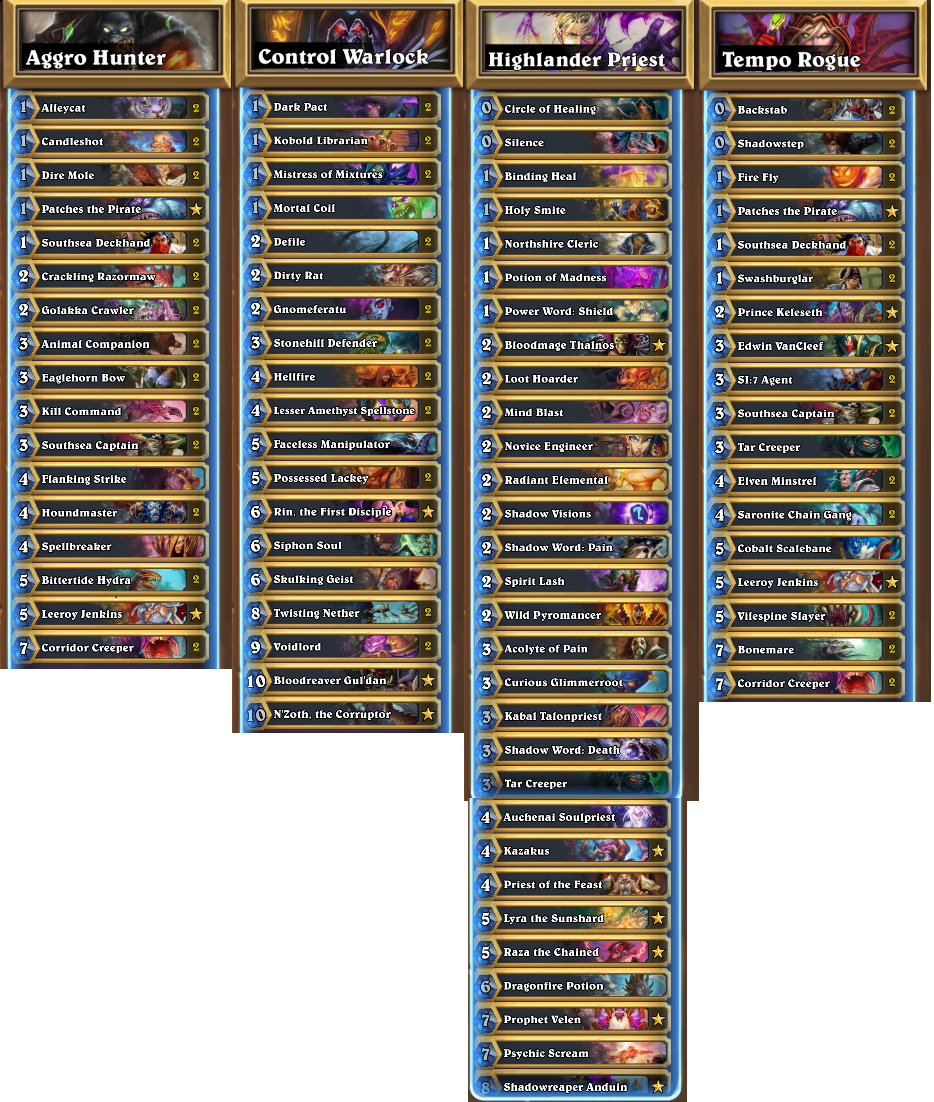 Aggro Hunter
1 Alleycat 2
1 Candleshot 2
1 Dire Mole 2
1 Patches the Pirate
1 Southsea Deckhand 2
2 Crackling Razormaw 2
2 Golakka Crawler 2
3 Animal Companion 2
3 Eaglehorn Bow 2
3 Kill Command 2
3 Southsea Captain 2
4 Flanking Strike
4 Houndmaster 2
4 Spellbreaker
5 Bittertide Hydra 2
5 Leeroy Jenkins
7 Corridor Creeper 2
Control Warlock
1 Dark Pact 2
1 Kobold Librarian 2
1 Mistress of Mixtures 2
1 Mortal Coil
2 Defile 2
2 Dirty Rat
2 Gnomeferatu 2
3 Stonehill Defender 2
4 Hellfire 2
4 Lesser Amethyst Spellstone 2
5 Faceless Manipulator
5 Possessed Lackey 2
6 Rin, the First Disciple
6 Siphon Soul
6 Skulking Geist
8 Twisting Nether 2
9 Voidlord 2
10 Bloodreaver Gul'dan
10 N'Zoth, the Corruptor
Highlander Priest
0 Circle of Healing
0 Silence
1 Binding Heal
1 Holy Smite
1 Northshire Cleric
1 Potion of Madness
1 Power Word: Shield
2 Bloodmage Thalnos
2 Loot Hoarder
2 Mind Blast
2 Novice Engineer
2 Radiant Elemental
2 Shadow Visions
2 Shadow Word: Pain
2 Spirit Lash
2 Wild Pyromancer
3 Acolyte of Pain
3 Curious Glimmerroot
3 Kabal Talonpriest
3 Shadow Word: Death
3 Tar Creeper
4 Auchenai Soulpriest
4 Kazakus
4 Priest of the Feast
5 Lyra the Sunshard
5 Raza the Chained
6 Dragonfire Potion
7 Prophet Velen
7 Psychic Scream
8 Shadowreaper Anduin
Tempo Rogue
0 Backstab 2
0 Shadowstep 2
1 Fire Fly 2
1 Patches the Pirate
1 Southsea Deckhand 2
1 Swashburglar 2
2 Prince Keleseth
3 Edwin VanCleef
3 SI:7 Agent 2
3 Southsea Captain 2
3 Tar Creeper
4 Elven Minstrel 2
4 Saronite Chain Gang 2
5 Cobalt Scalebane
5 Leeroy Jenkins
5 Vilespine Slayer 2
7 Bonemare 2
7 Corridor Creeper 2